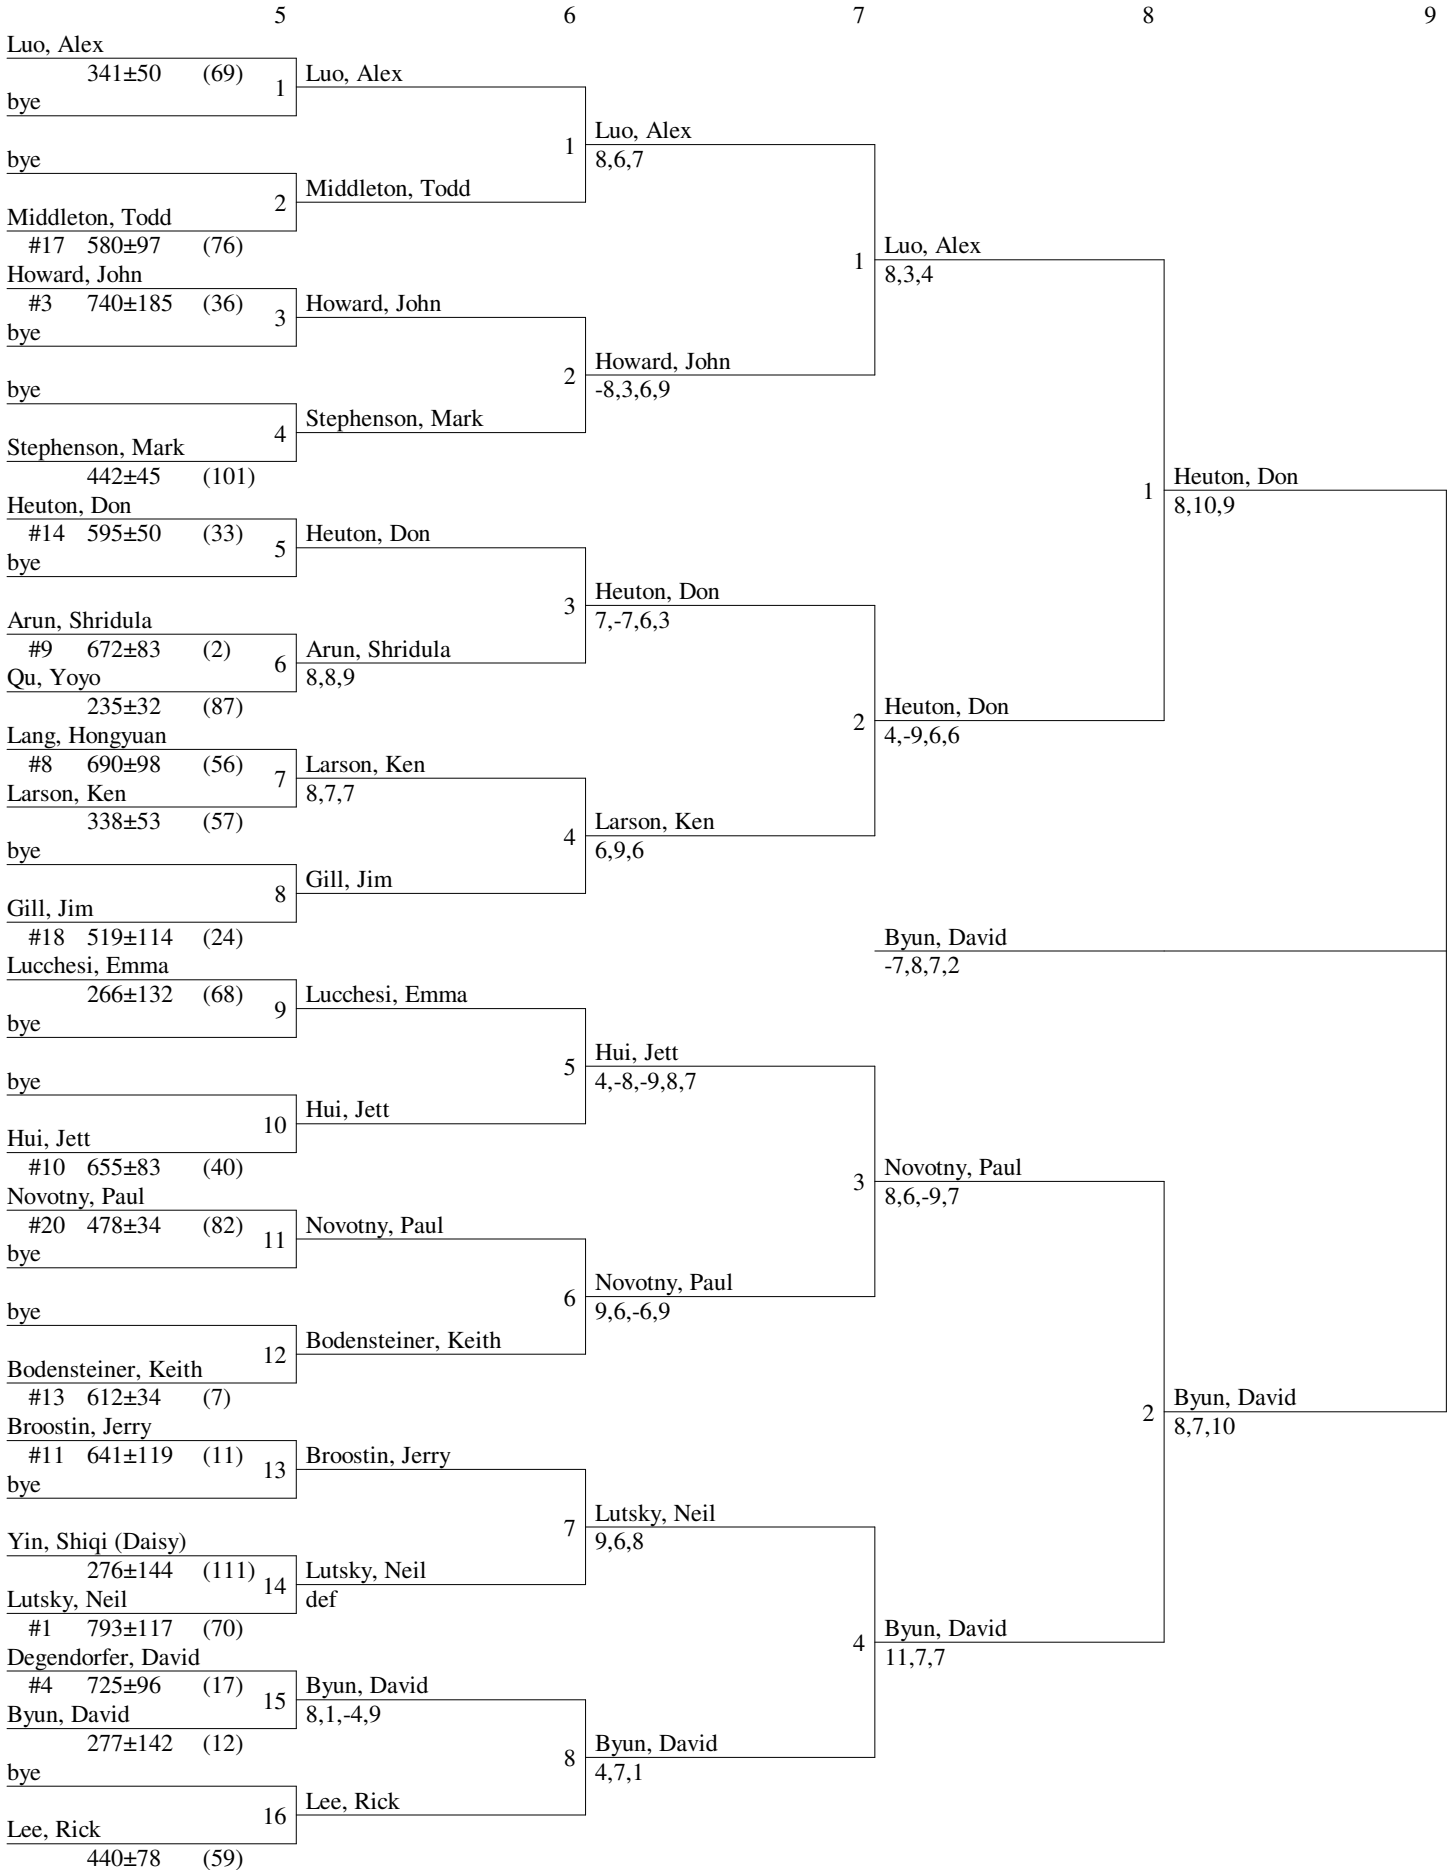 5 6 7 8 9
Luo, Alex
341±50 (69)
1
Luo, Alex
bye
1
Luo, Alex
8,6,7
bye
2
Middleton, Todd
Middleton, Todd
#17 580±97 (76)
1
Luo, Alex
8,3,4
Howard, John
#3 740±185 (36)
3
Howard, John
bye
2
Howard, John
-8,3,6,9
bye
4
Stephenson, Mark
Stephenson, Mark
442±45 (101)
1
Heuton, Don
8,10,9
Heuton, Don
#14 595±50 (33)
5
Heuton, Don
bye
3
Heuton, Don
7,-7,6,3
Arun, Shridula
#9 672±83 (2)
6
Arun, Shridula
8,8,9
Qu, Yoyo
235±32 (87)
2
Heuton, Don
4,-9,6,6
Lang, Hongyuan
#8 690±98 (56)
7
Larson, Ken
8,7,7
Larson, Ken
338±53 (57)
4
Larson, Ken
6,9,6
bye
8
Gill, Jim
Gill, Jim
#18 519±114 (24)
Byun, David
-7,8,7,2
Lucchesi, Emma
266±132 (68)
9
Lucchesi, Emma
bye
5
Hui, Jett
4,-8,-9,8,7
bye
10
Hui, Jett
Hui, Jett
#10 655±83 (40)
3
Novotny, Paul
8,6,-9,7
Novotny, Paul
#20 478±34 (82)
11
Novotny, Paul
bye
6
Novotny, Paul
9,6,-6,9
bye
12
Bodensteiner, Keith
Bodensteiner, Keith
#13 612±34 (7)
2
Byun, David
8,7,10
Broostin, Jerry
#11 641±119 (11)
13
Broostin, Jerry
bye
7
Lutsky, Neil
9,6,8
Yin, Shiqi (Daisy)
276±144 (111)
14
Lutsky, Neil
def
Lutsky, Neil
#1 793±117 (70)
4
Byun, David
11,7,7
Degendorfer, David
#4 725±96 (17)
15
Byun, David
8,1,-4,9
Byun, David
277±142 (12)
8
Byun, David
4,7,1
bye
16
Lee, Rick
Lee, Rick
440±78 (59)